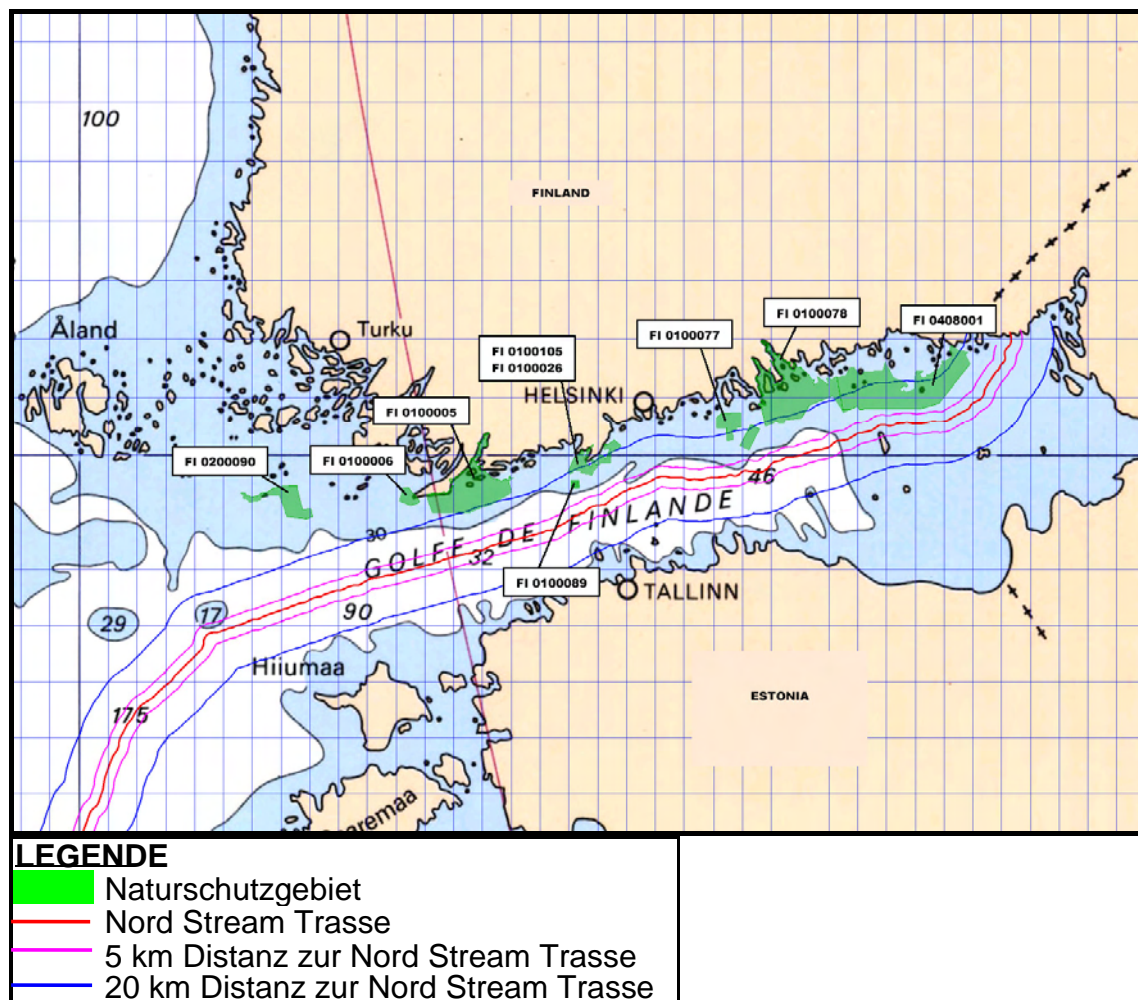 100
FINLAND
Åland
Turku
FI 0100105
FI 0100026
FI 0100077
FI 0100078
FI 0408001
HELSINKI
FI 0100005
FI 0200090
FI 0100006
46
30
GOLFE DE FINLANDE
32
FI 0100089
TALLINN
29
17
90
Hiiumaa
175
ESTONIA
LEGENDE
Naturschutzgebiet
Nord Stream Trasse
5 km Distanz zur Nord Stream Trasse
20 km Distanz zur Nord Stream Trasse